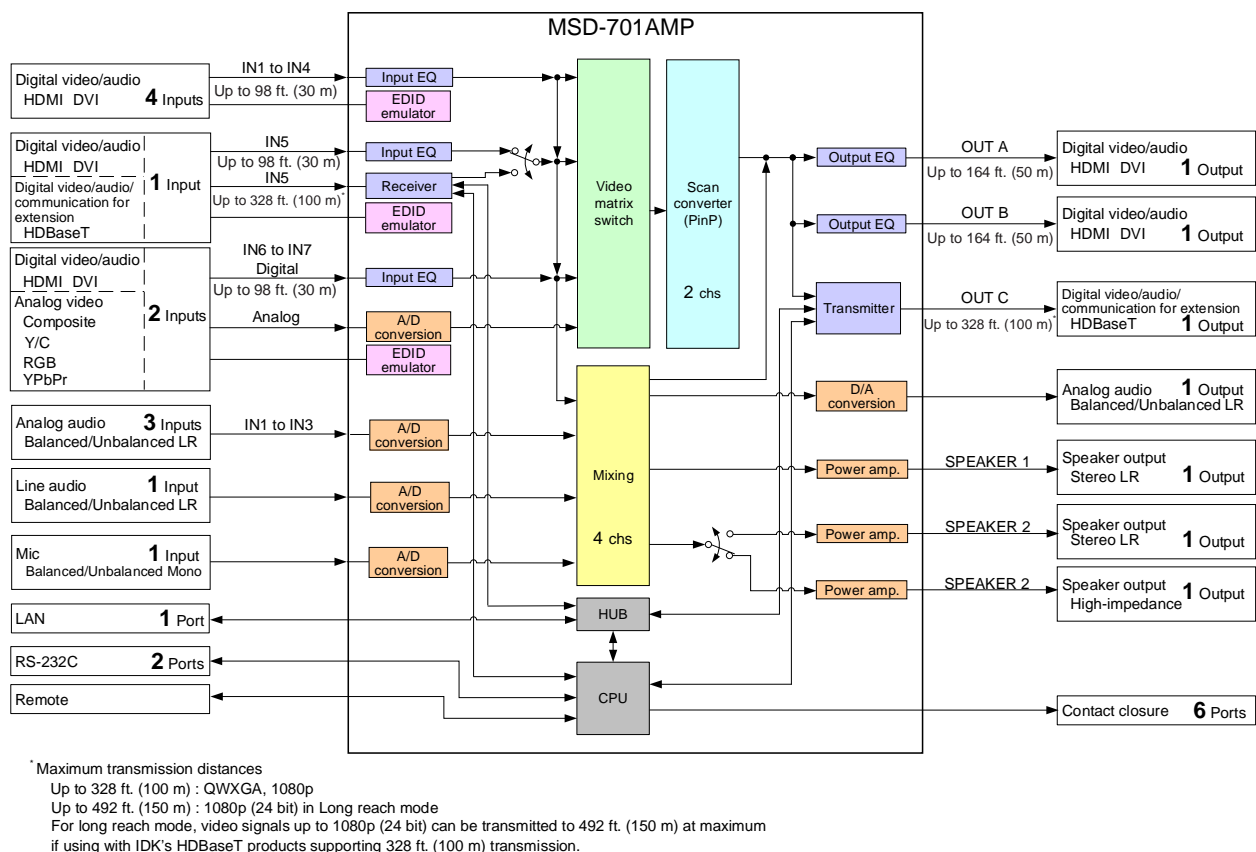 MSD-701AMP
Digital video/audio
HDMI DVI
4 Inputs
IN1 to IN4
Up to 98 ft. (30 m)
Input EQ
EDID
emulator
Digital video/audio
HDMI DVI
Digital video/audio/
communication for
extension
HDBaseT
1 Input
IN5
Up to 98 ft. (30 m)
IN5
Up to 328 ft. (100 m)*
Input EQ
Receiver
EDID
emulator
Digital video/audio
HDMI DVI
Analog video
Composite
Y/C
RGB
YPbPr
2 Inputs
IN6 to IN7
Digital
Up to 98 ft. (30 m)
Analog
Input EQ
A/D
conversion
EDID
emulator
Analog audio 3 Inputs
Balanced/Unbalanced LR
IN1 to IN3
A/D
conversion
Line audio 1 Input
Balanced/Unbalanced LR
A/D
conversion
Mic 1 Input
Balanced/Unbalanced Mono
A/D
conversion
LAN 1 Port
RS-232C 2 Ports
Remote
Video
matrix
switch
Scan
converter
(PinP)
2 chs
Mixing
4 chs
HUB
CPU
Output EQ
OUT A
Up to 164 ft. (50 m)
Digital video/audio
HDMI DVI 1 Output
Output EQ
OUT B
Up to 164 ft. (50 m)
Digital video/audio
HDMI DVI 1 Output
Transmitter
OUT C
Up to 328 ft. (100 m)*
Digital video/audio/
communication for extension
HDBaseT 1 Output
D/A
conversion
Analog audio 1 Output
Balanced/Unbalanced LR
Power amp.
SPEAKER 1
Speaker output
Stereo LR 1 Output
Power amp.
SPEAKER 2
Speaker output
Stereo LR 1 Output
Power amp.
SPEAKER 2
Speaker output
High-impedance 1 Output
Contact closure 6 Ports
* Maximum transmission distances
Up to 328 ft. (100 m) : QWXGA, 1080p
Up to 492 ft. (150 m) : 1080p (24 bit) in Long reach mode
For long reach mode, video signals up to 1080p (24 bit) can be transmitted to 492 ft. (150 m) at maximum
if using with IDK's HDBaseT products supporting 328 ft. (100 m) transmission.